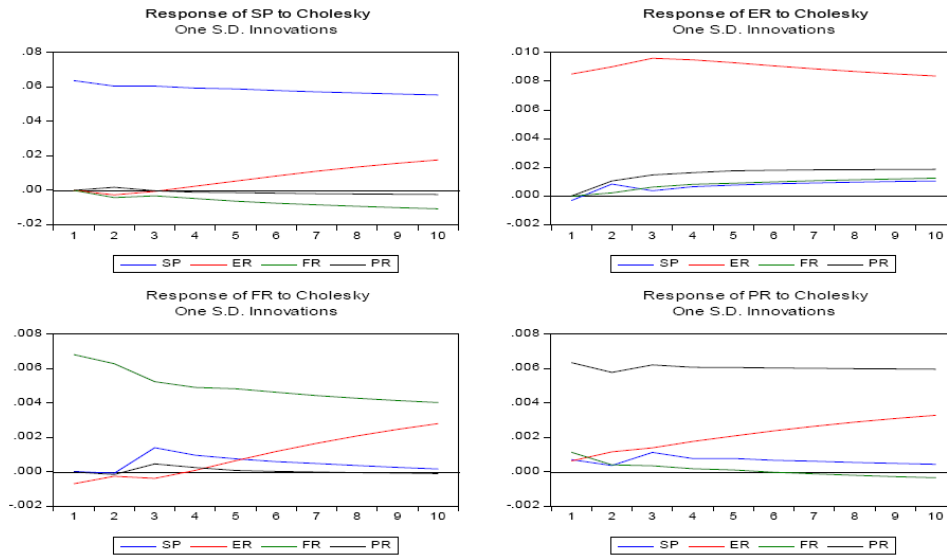 Response of SP to Cholesky
One S.D. Innovations
.08
.06
.04
.02
.00
-.02
1 2 3 4 5 6 7 8 9 10
SP ER FR PR
Response of ER to Cholesky
One S.D. Innovations
.010
.008
.006
.004
.002
.000
-.002
1 2 3 4 5 6 7 8 9 10
SP ER FR PR
Response of FR to Cholesky
One S.D. Innovations
.008
.006
.004
.002
.000
-.002
1 2 3 4 5 6 7 8 9 10
SP ER FR PR
Response of PR to Cholesky
One S.D. Innovations
.008
.006
.004
.002
.000
-.002
1 2 3 4 5 6 7 8 9 10
SP ER FR PR